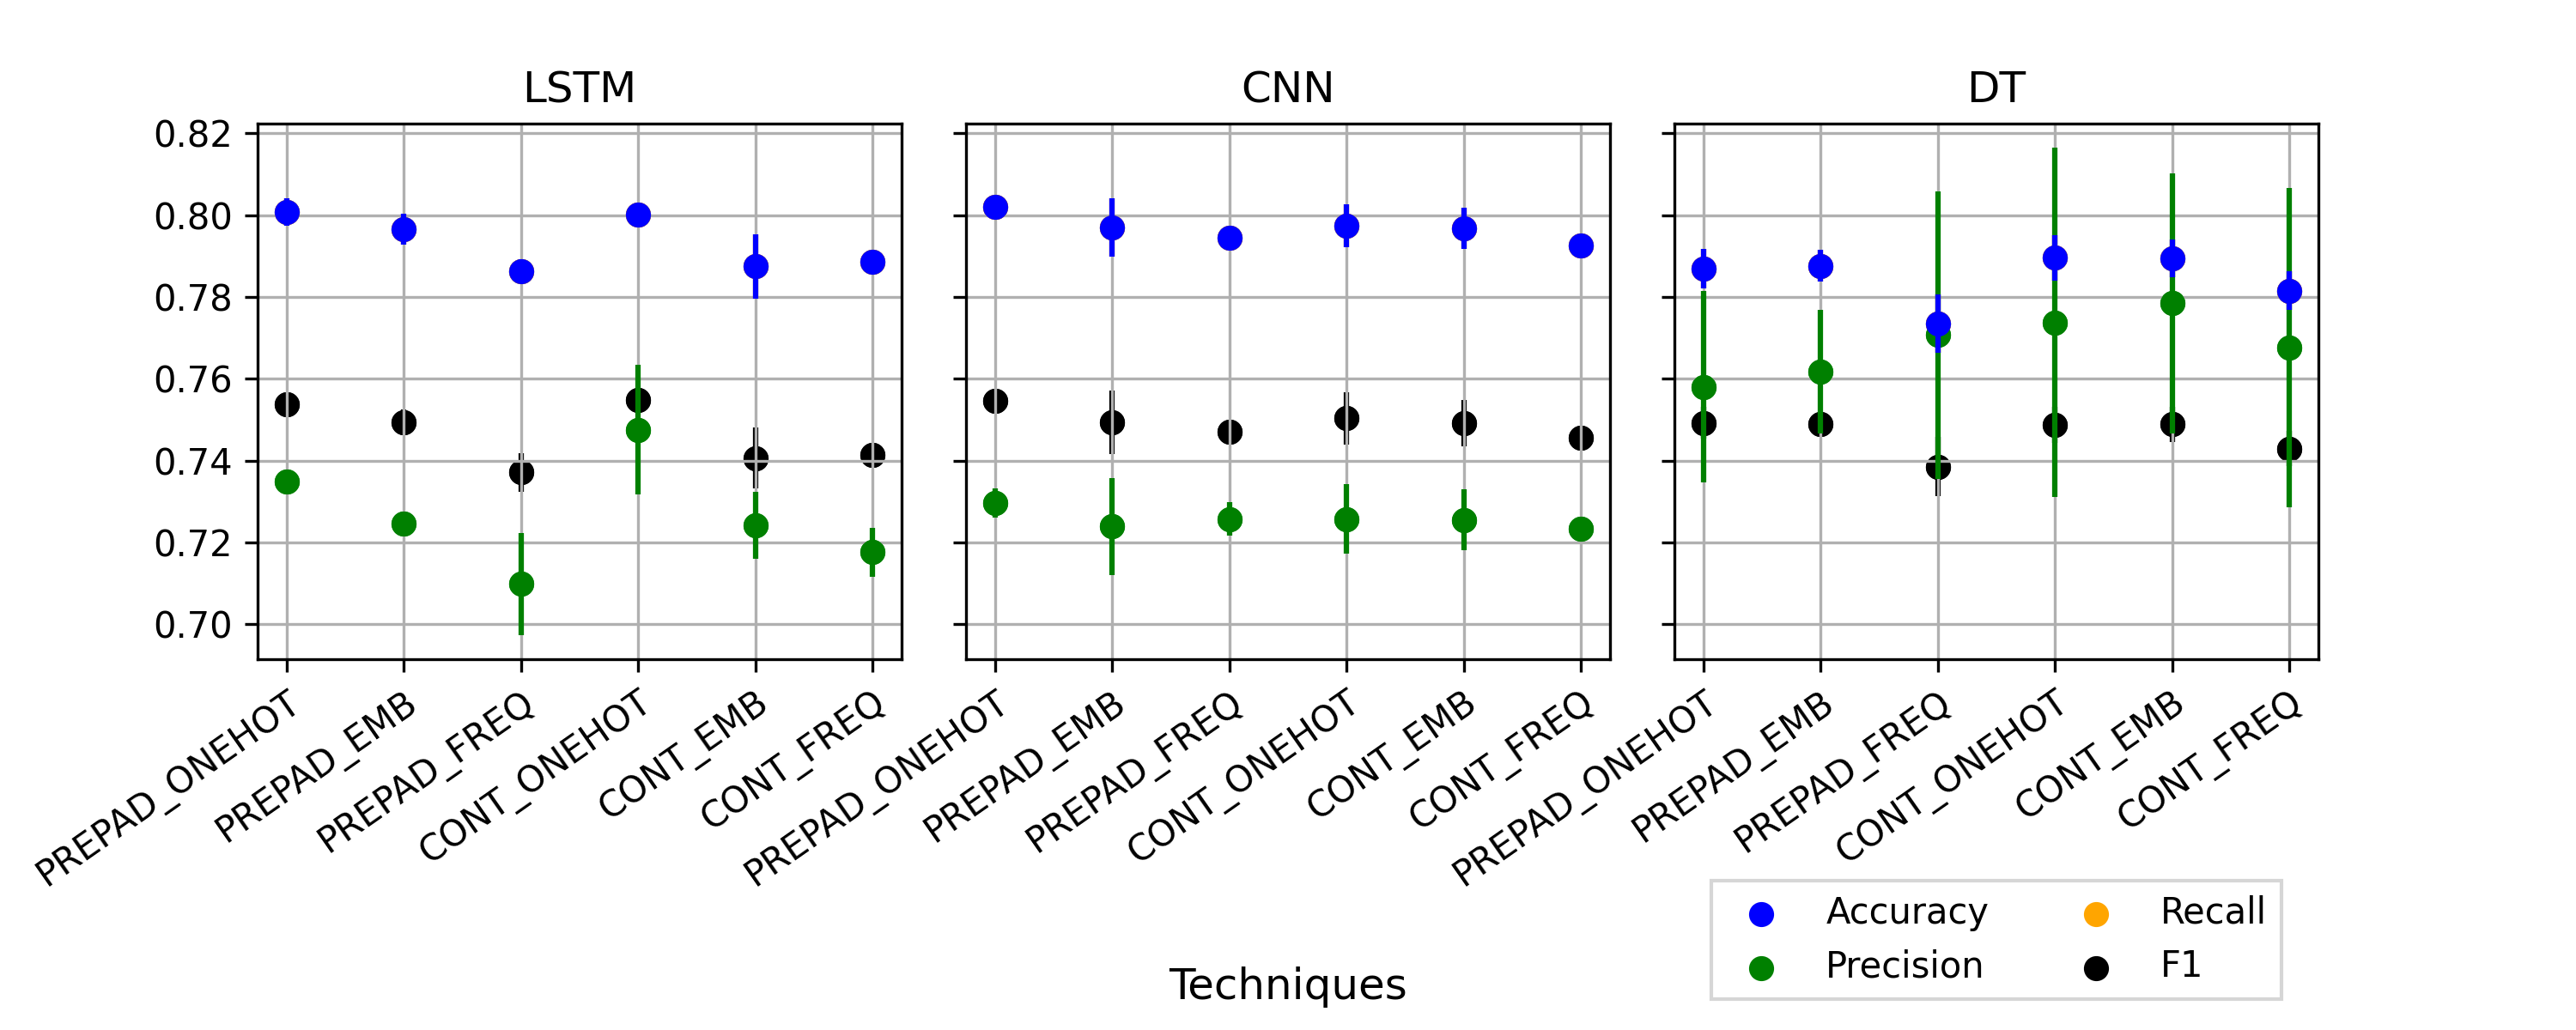 LSTM
CNN
DT
0.82
0.80
0.78
0.76
0.74
0.72
0.70
PREPAD_ONEHOT
PREPAD_EMB
PREPAD_FREQ
CONT_ONEHOT
CONT_EMB
CONT_FREQ
PREPAD_ONEHOT
PREPAD_EMB
PREPAD_FREQ
CONT_ONEHOT
CONT_EMB
CONT_FREQ
PREPAD_ONEHOT
PREPAD_EMB
PREPAD_FREQ
CONT_ONEHOT
CONT_EMB
CONT_FREQ
Accuracy
Recall
Precision
F1
Techniques